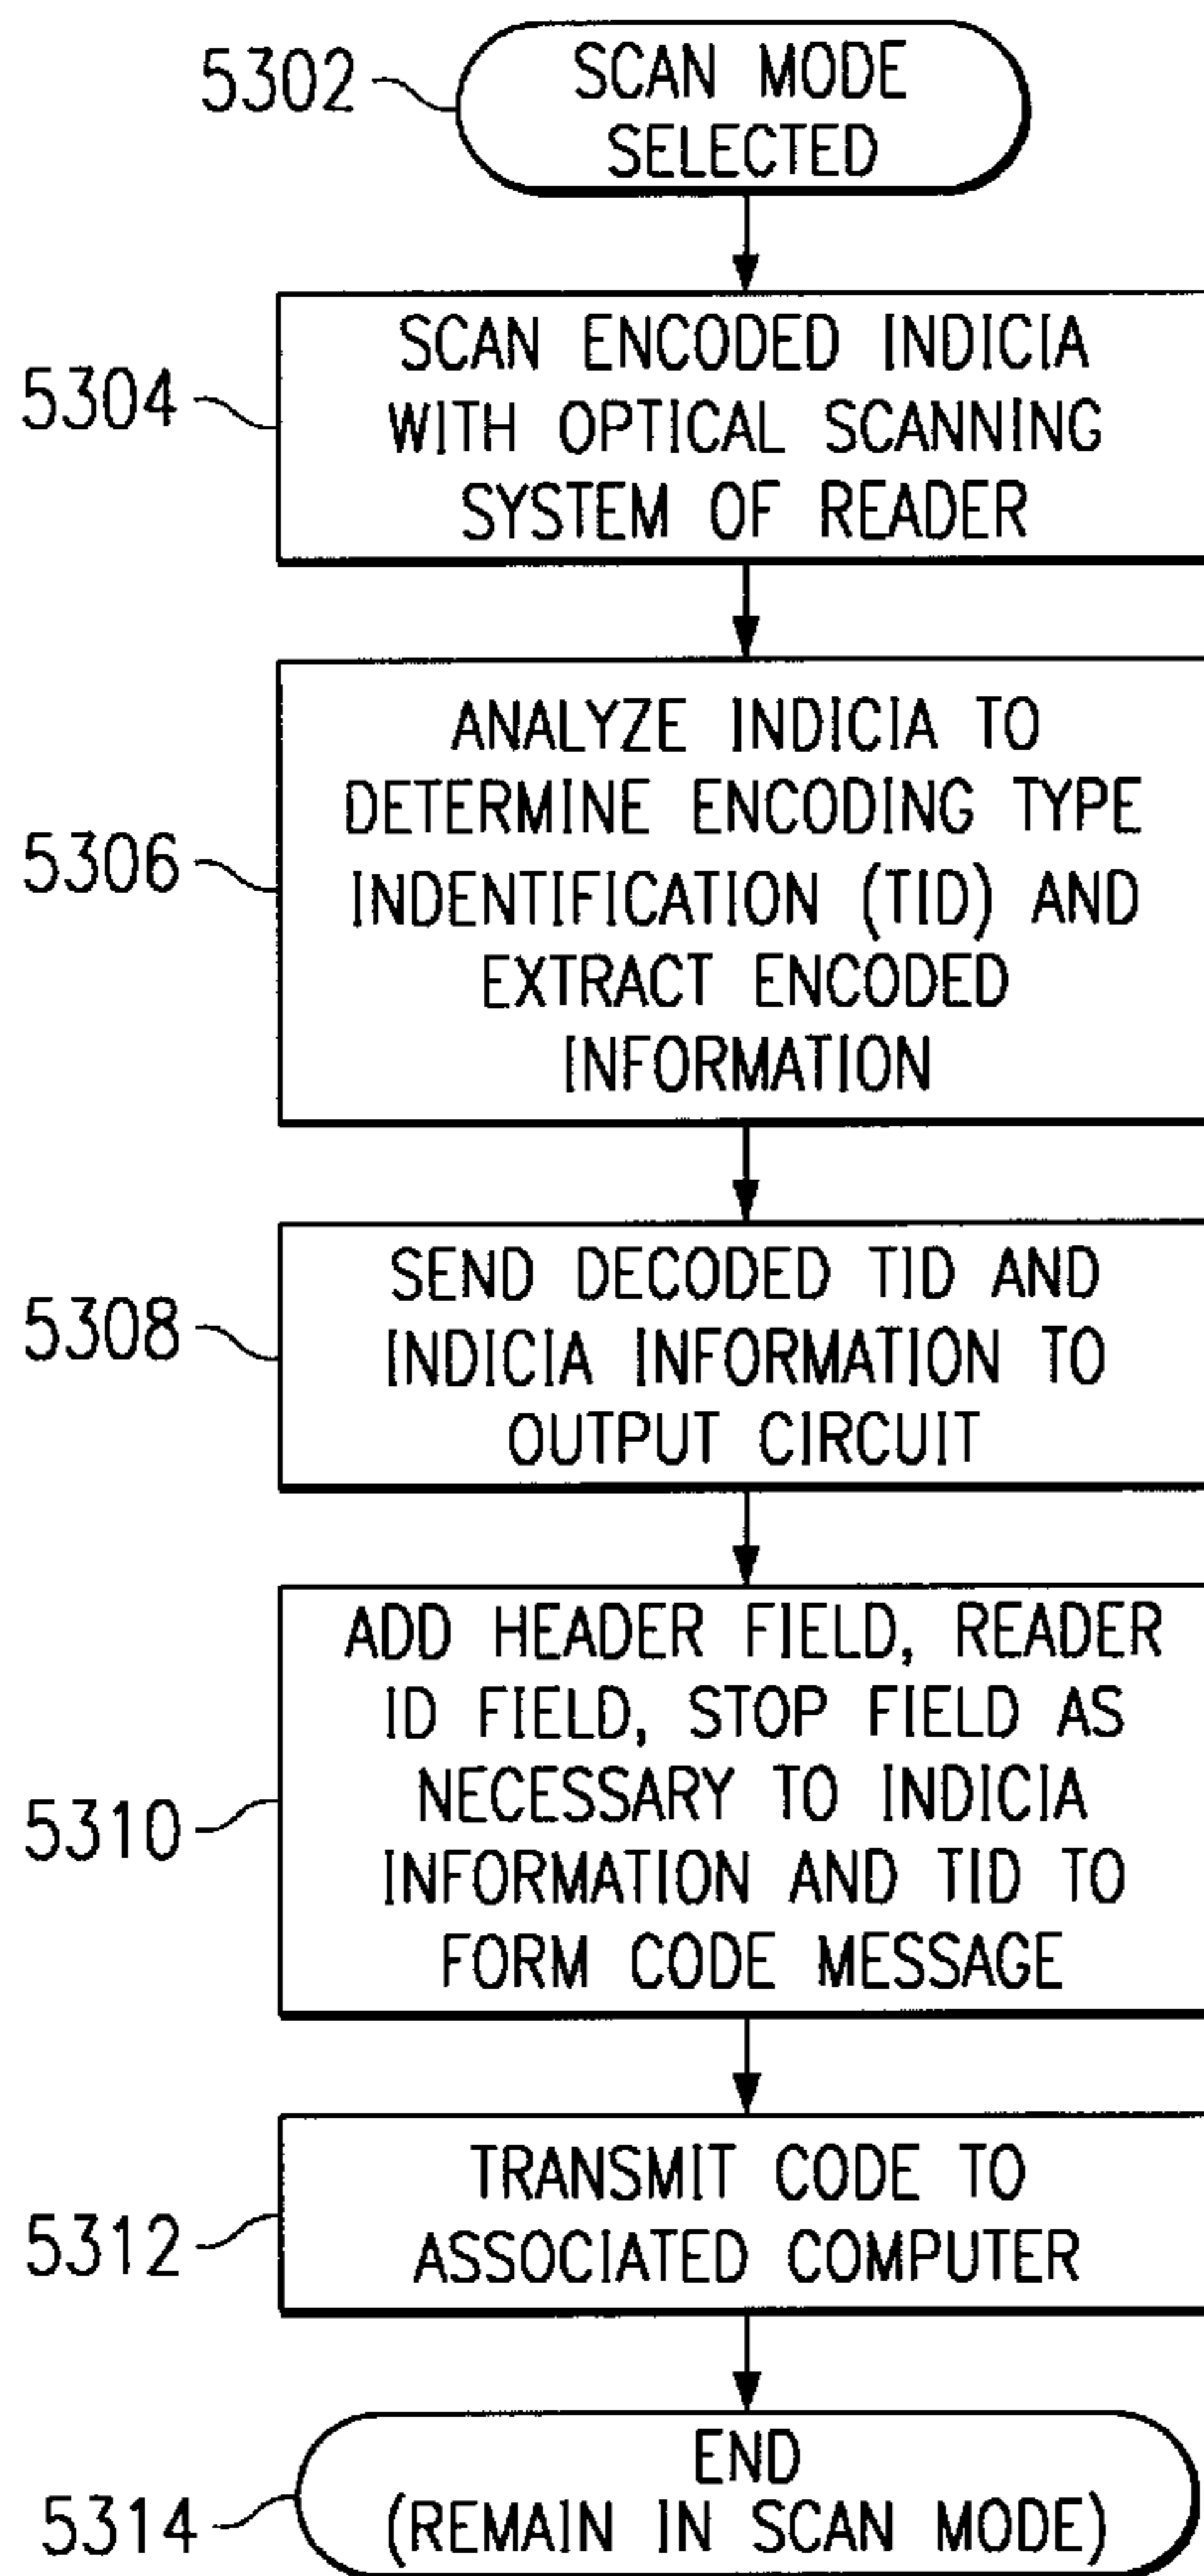 5302
SCAN MODE
SELECTED
5304
SCAN ENCODED INDICIA
WITH OPTICAL SCANNING
SYSTEM OF READER
5306
ANALYZE INDICIA TO
DETERMINE ENCODING TYPE
INDENTIFICATION (TID) AND
EXTRACT ENCODED
INFORMATION
5308
SEND DECODED TID AND
INDICIA INFORMATION TO
OUTPUT CIRCUIT
5310
ADD HEADER FIELD, READER
ID FIELD, STOP FIELD AS
NECESSARY TO INDICIA
INFORMATION AND TID TO
FORM CODE MESSAGE
5312
TRANSMIT CODE TO
ASSOCIATED COMPUTER
5314
END
(REMAIN IN SCAN MODE)